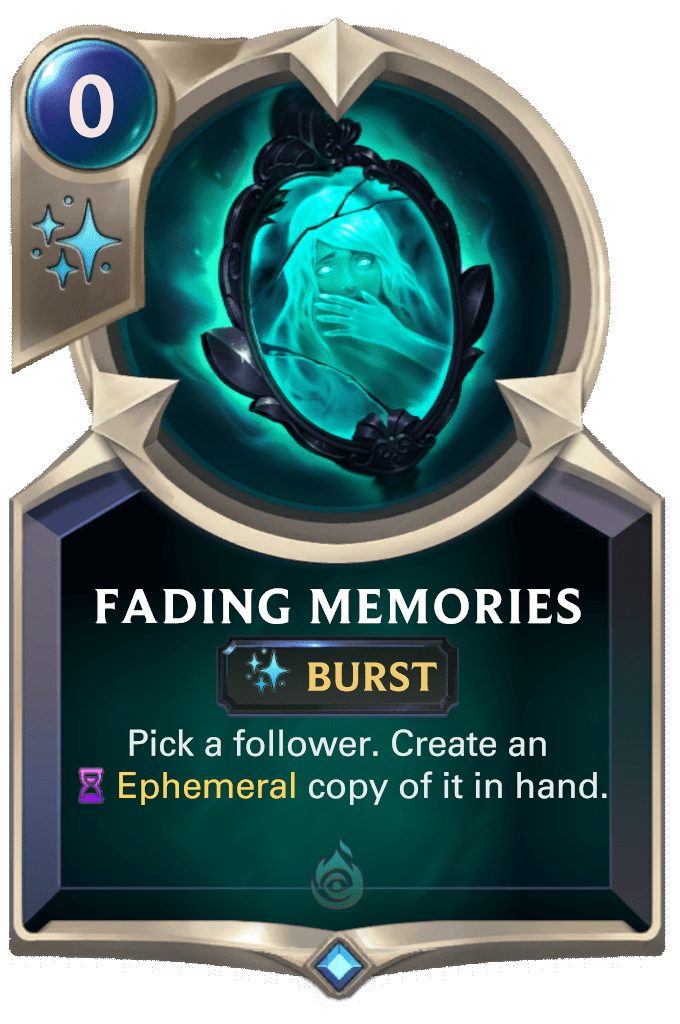 0
FADING MEMORIES
BURST
Pick a follower. Create an
Ephemeral copy of it in hand.